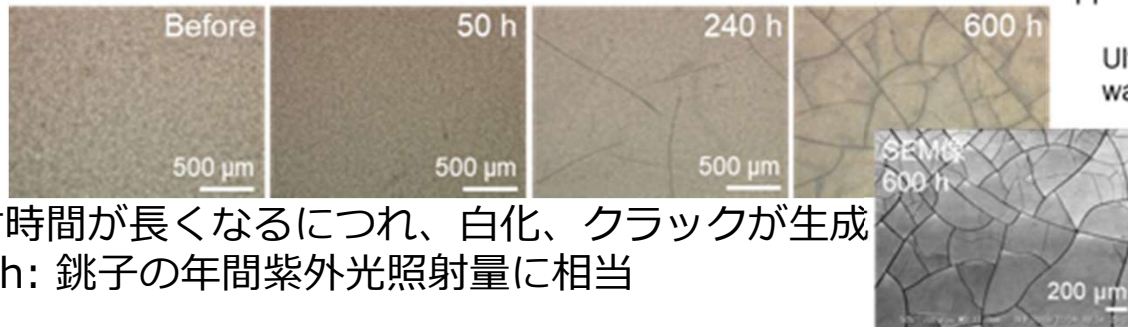 Before
50 h
240 h
600 h
500 µm
500 µm
500 µm
SEM像
600 h
時間が長くなるにつれ、白化、クラックが生成
h: 銚子の年間紫外光照射量に相当
200 µm